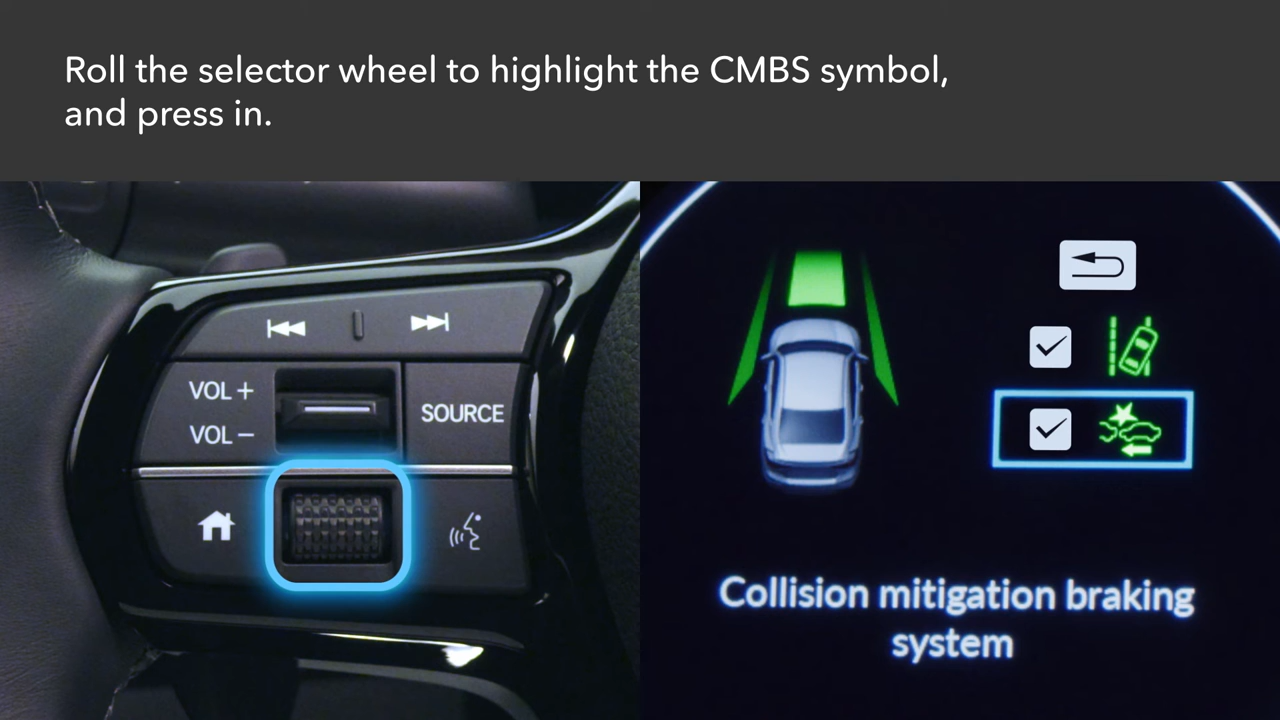 Roll the selector wheel to highlight the CMBS symbol,
and press in.
VOL +
VOL –
SOURCE
Collision mitigation braking
system